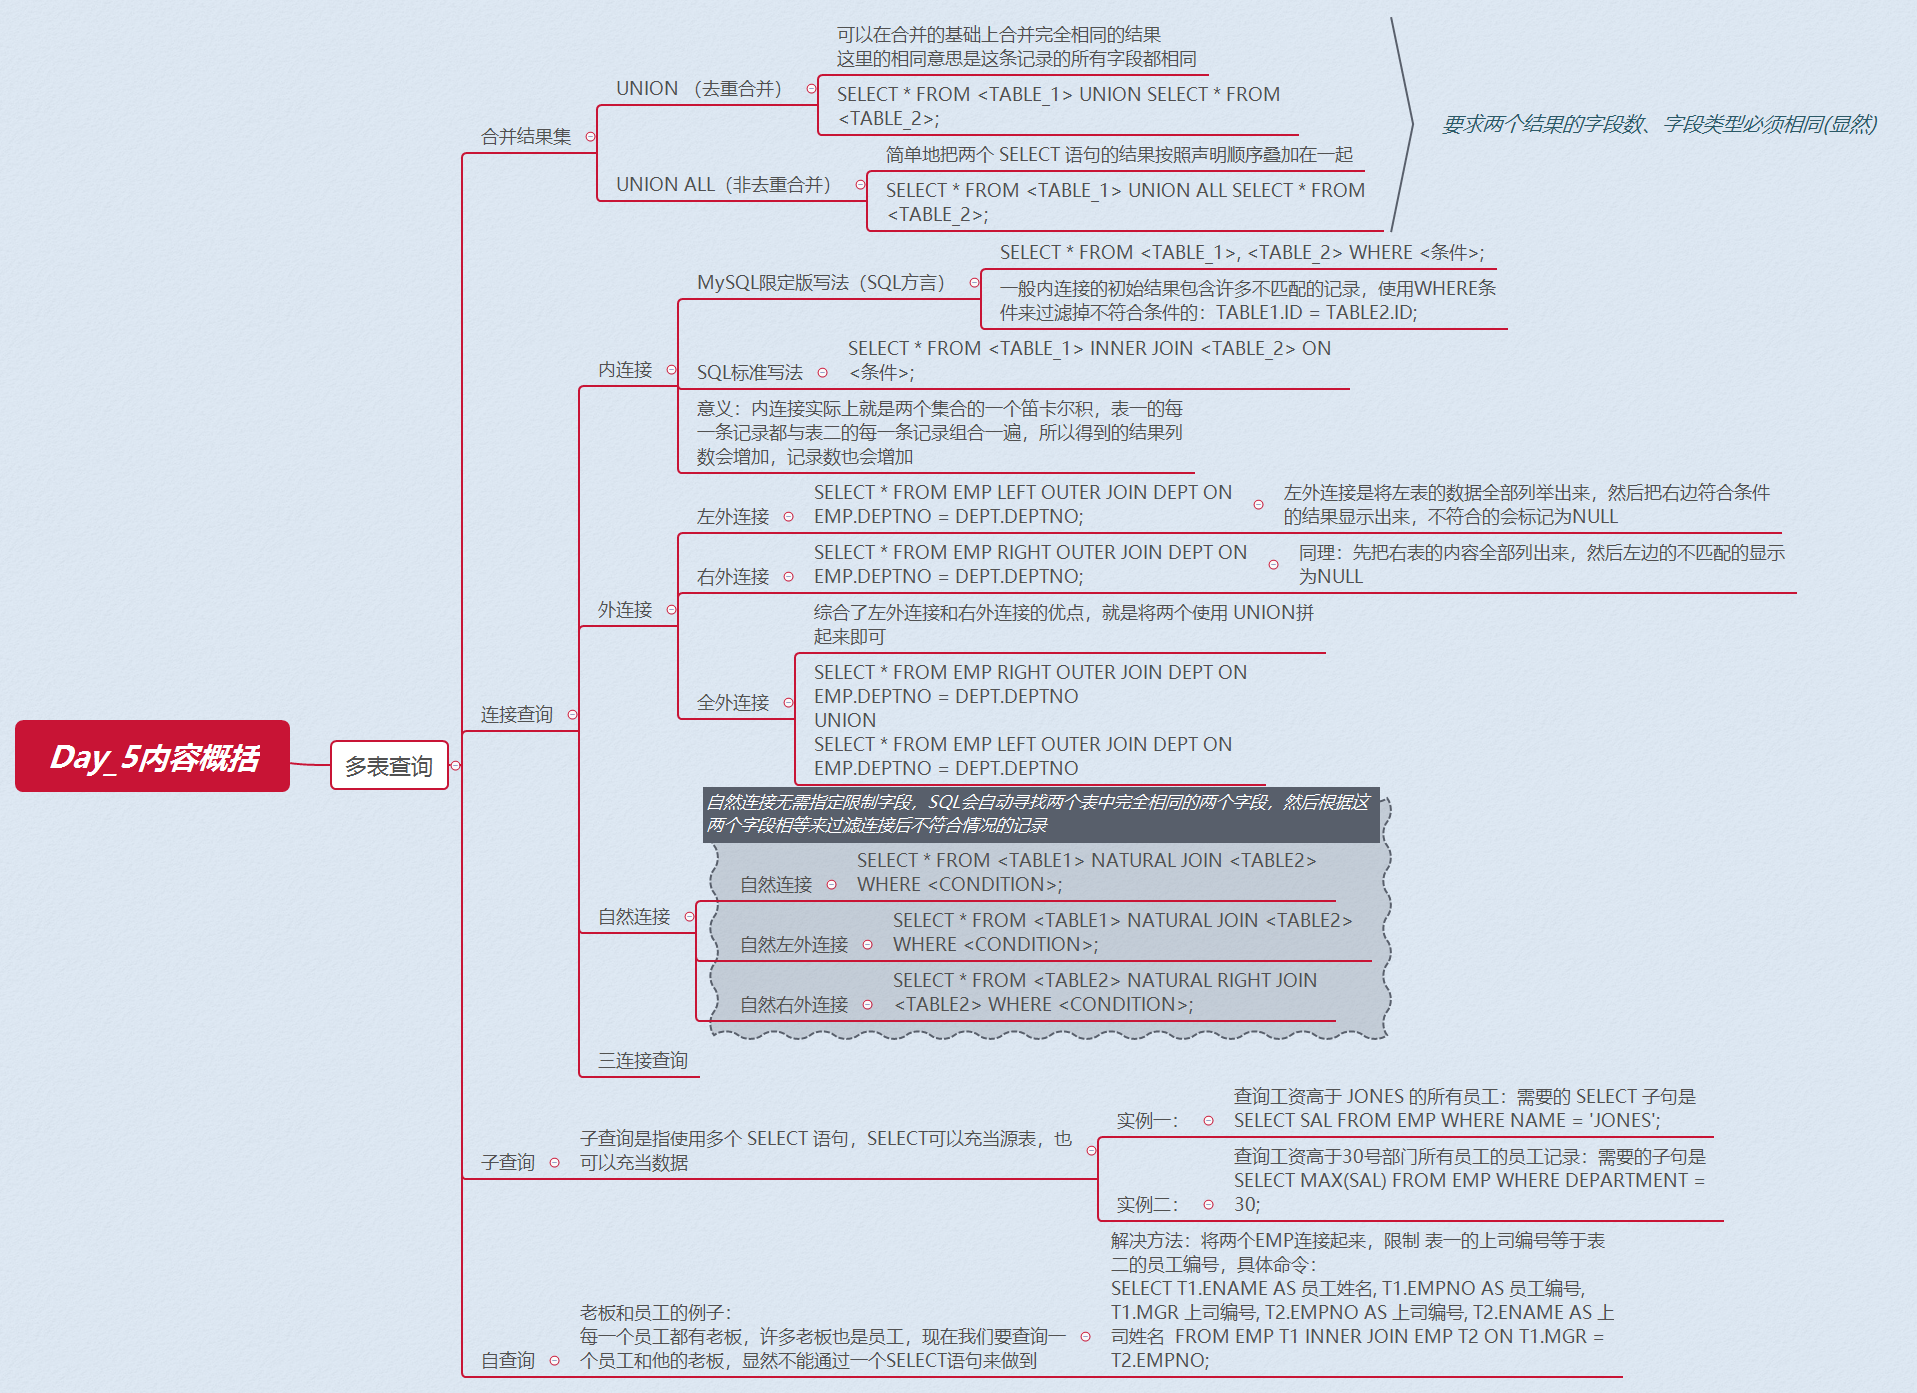 Day_5内容概括
多表查询
合并结果集
UNION （去重合并）
可以在合并的基础上合并完全相同的结果
这里的相同意思是这条记录的所有字段都相同
SELECT * FROM <TABLE_1> UNION SELECT * FROM
<TABLE_2>;
UNION ALL（非去重合并）
简单地把两个 SELECT 语句的结果按照声明顺序叠加在一起
SELECT * FROM <TABLE_1> UNION ALL SELECT * FROM
<TABLE_2>;
要求两个结果的字段数、字段类型必须相同(显然)
连接查询
内连接
MySQL限定版写法（SQL方言）
SELECT * FROM <TABLE_1>, <TABLE_2> WHERE <条件>;
一般内连接的初始结果包含许多不匹配的记录，使用WHERE条
件来过滤掉不符合条件的：TABLE1.ID = TABLE2.ID;
SQL标准写法
SELECT * FROM <TABLE_1> INNER JOIN <TABLE_2> ON
<条件>;
意义：内连接实际上就是两个集合的一个笛卡尔积，表一的每
一条记录都与表二的每一条记录组合一遍，所以得到的结果列
数会增加，记录数也会增加
外连接
左外连接
SELECT * FROM EMP LEFT OUTER JOIN DEPT ON
EMP.DEPTNO = DEPT.DEPTNO;
左外连接是将左表的数据全部列举出来，然后把右边符合条件
的结果显示出来，不符合的会标记为NULL
右外连接
SELECT * FROM EMP RIGHT OUTER JOIN DEPT ON
EMP.DEPTNO = DEPT.DEPTNO;
同理：先把右表的内容全部列出来，然后左边的不匹配的显示
为NULL
全外连接
综合了左外连接和右外连接的优点，就是将两个使用 UNION拼
起来即可
SELECT * FROM EMP RIGHT OUTER JOIN DEPT ON
EMP.DEPTNO = DEPT.DEPTNO
UNION
SELECT * FROM EMP LEFT OUTER JOIN DEPT ON
EMP.DEPTNO = DEPT.DEPTNO
自然连接
自然连接无需指定限制字段，SQL会自动寻找两个表中完全相同的两个字段，然后根据这
两个字段相等来过滤连接后不符合情况的记录
自然连接
SELECT * FROM <TABLE1> NATURAL JOIN <TABLE2>
WHERE <CONDITION>;
自然左外连接
SELECT * FROM <TABLE1> NATURAL JOIN <TABLE2>
WHERE <CONDITION>;
自然右外连接
SELECT * FROM <TABLE2> NATURAL RIGHT JOIN
<TABLE2> WHERE <CONDITION>;
三连接查询
子查询
子查询是指使用多个 SELECT 语句，SELECT可以充当源表，也
可以充当数据
实例一：
查询工资高于 JONES 的所有员工：需要的 SELECT 子句是
SELECT SAL FROM EMP WHERE NAME = 'JONES';
实例二：
查询工资高于30号部门所有员工的员工记录：需要的子句是
SELECT MAX(SAL) FROM EMP WHERE DEPARTMENT =
30;
自查询
老板和员工的例子：
每一个员工都有老板，许多老板也是员工，现在我们要查询一
个员工和他的老板，显然不能通过一个SELECT语句来做到
解决方法：将两个EMP连接起来，限制 表一的上司编号等于表
二的员工编号，具体命令：
SELECT T1.ENAME AS 员工姓名, T1.EMPNO AS 员工编号,
T1.MGR 上司编号, T2.EMPNO AS 上司编号, T2.ENAME AS 上
司姓名  FROM EMP T1 INNER JOIN EMP T2 ON T1.MGR =
T2.EMPNO;